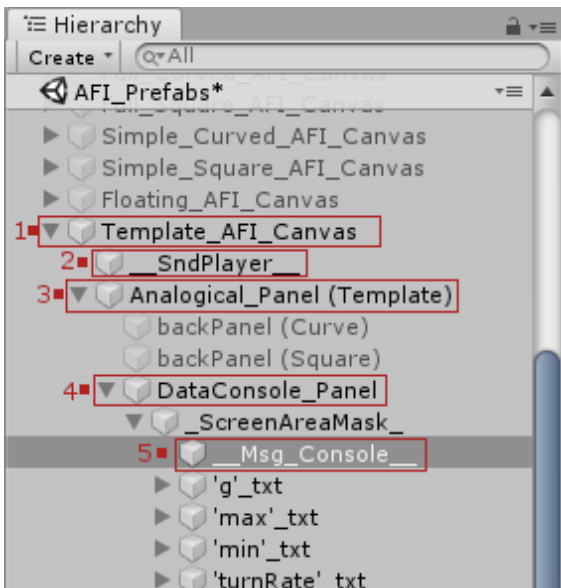 Hierarchy
Create All
AFI_Prefabs*
Full_Square_AFI_Canvas
Simple_Curved_AFI_Canvas
Simple_Square_AFI_Canvas
Floating_AFI_Canvas
1 Template_AFI_Canvas
2 __SndPlayer__
3 Analogical_Panel (Template)
backPanel (Curve)
backPanel (Square)
4 DataConsole_Panel
_ScreenAreaMask_
5 __Msg_Console__
'g'_txt
'max'_txt
'min'_txt
'turnRate'_txt